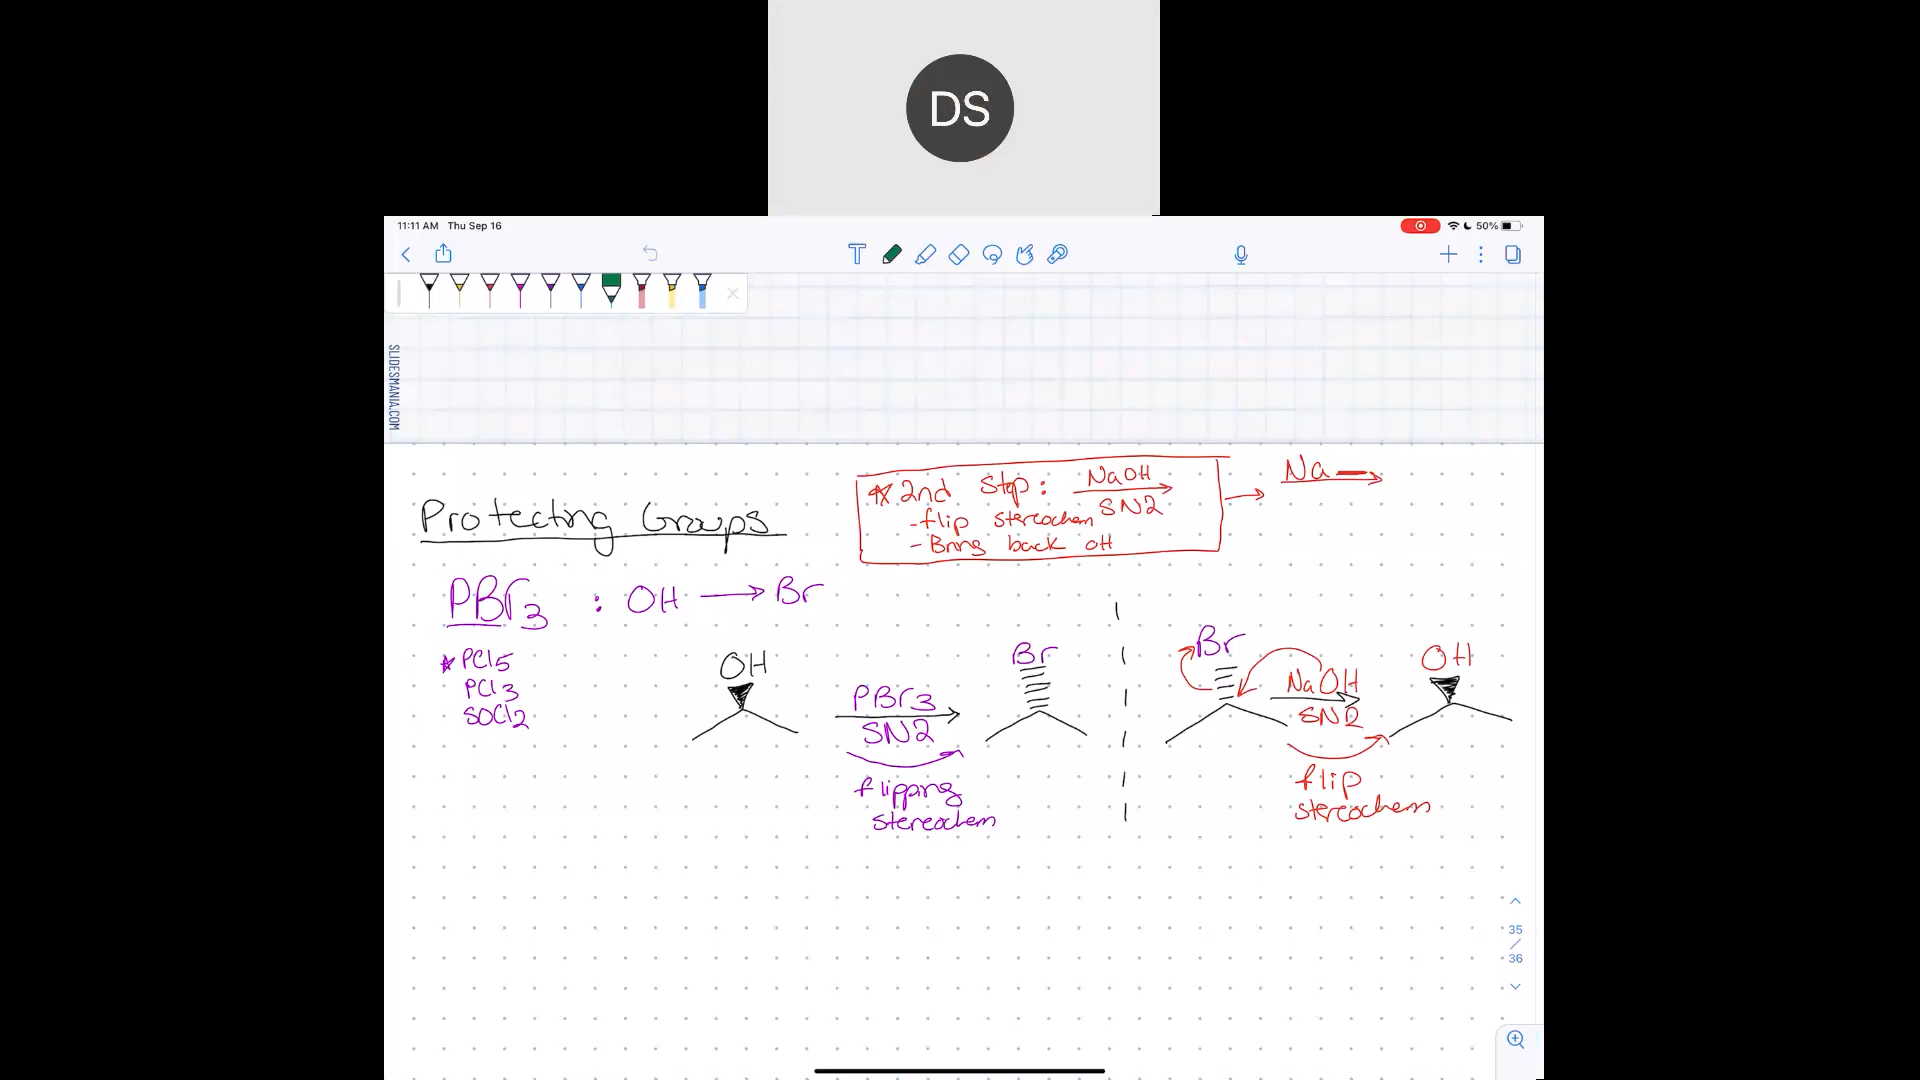 DS
11:11 AM Thu Sep 16
50%
SLIDESMANIA.COM
Protecting Groups
☆ 2nd Step: NaOH
SN2
- flip stereochem
- Bring back OH
Na
PBr3 : OH → Br
☆ PCl5
PCl3
SOCl2
OH
PBr3
SN2
flipping
stereochem
Br
Br
NaOH
SN2
flip
stereochem
OH
35
/
36